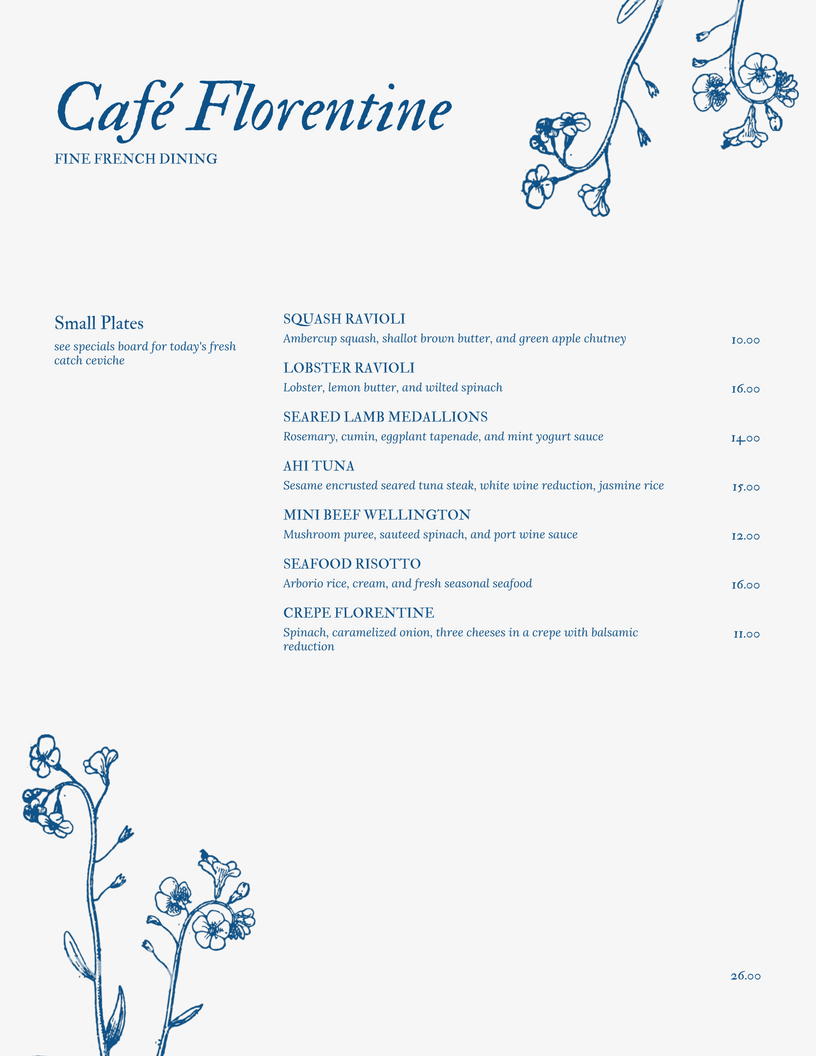 Café Florentine
FINE FRENCH DINING
Small Plates
see specials board for today's fresh
catch ceviche
SQUASH RAVIOLI
Ambercup squash, shallot brown butter, and green apple chutney 10.00
LOBSTER RAVIOLI
Lobster, lemon butter, and wilted spinach 16.00
SEARED LAMB MEDALLIONS
Rosemary, cumin, eggplant tapenade, and mint yogurt sauce 14.00
AHI TUNA
Sesame encrusted seared tuna steak, white wine reduction, jasmine rice 15.00
MINI BEEF WELLINGTON
Mushroom puree, sauteed spinach, and port wine sauce 12.00
SEAFOOD RISOTTO
Arborio rice, cream, and fresh seasonal seafood 16.00
CREPE FLORENTINE
Spinach, caramelized onion, three cheeses in a crepe with balsamic 11.00
reduction
26.00